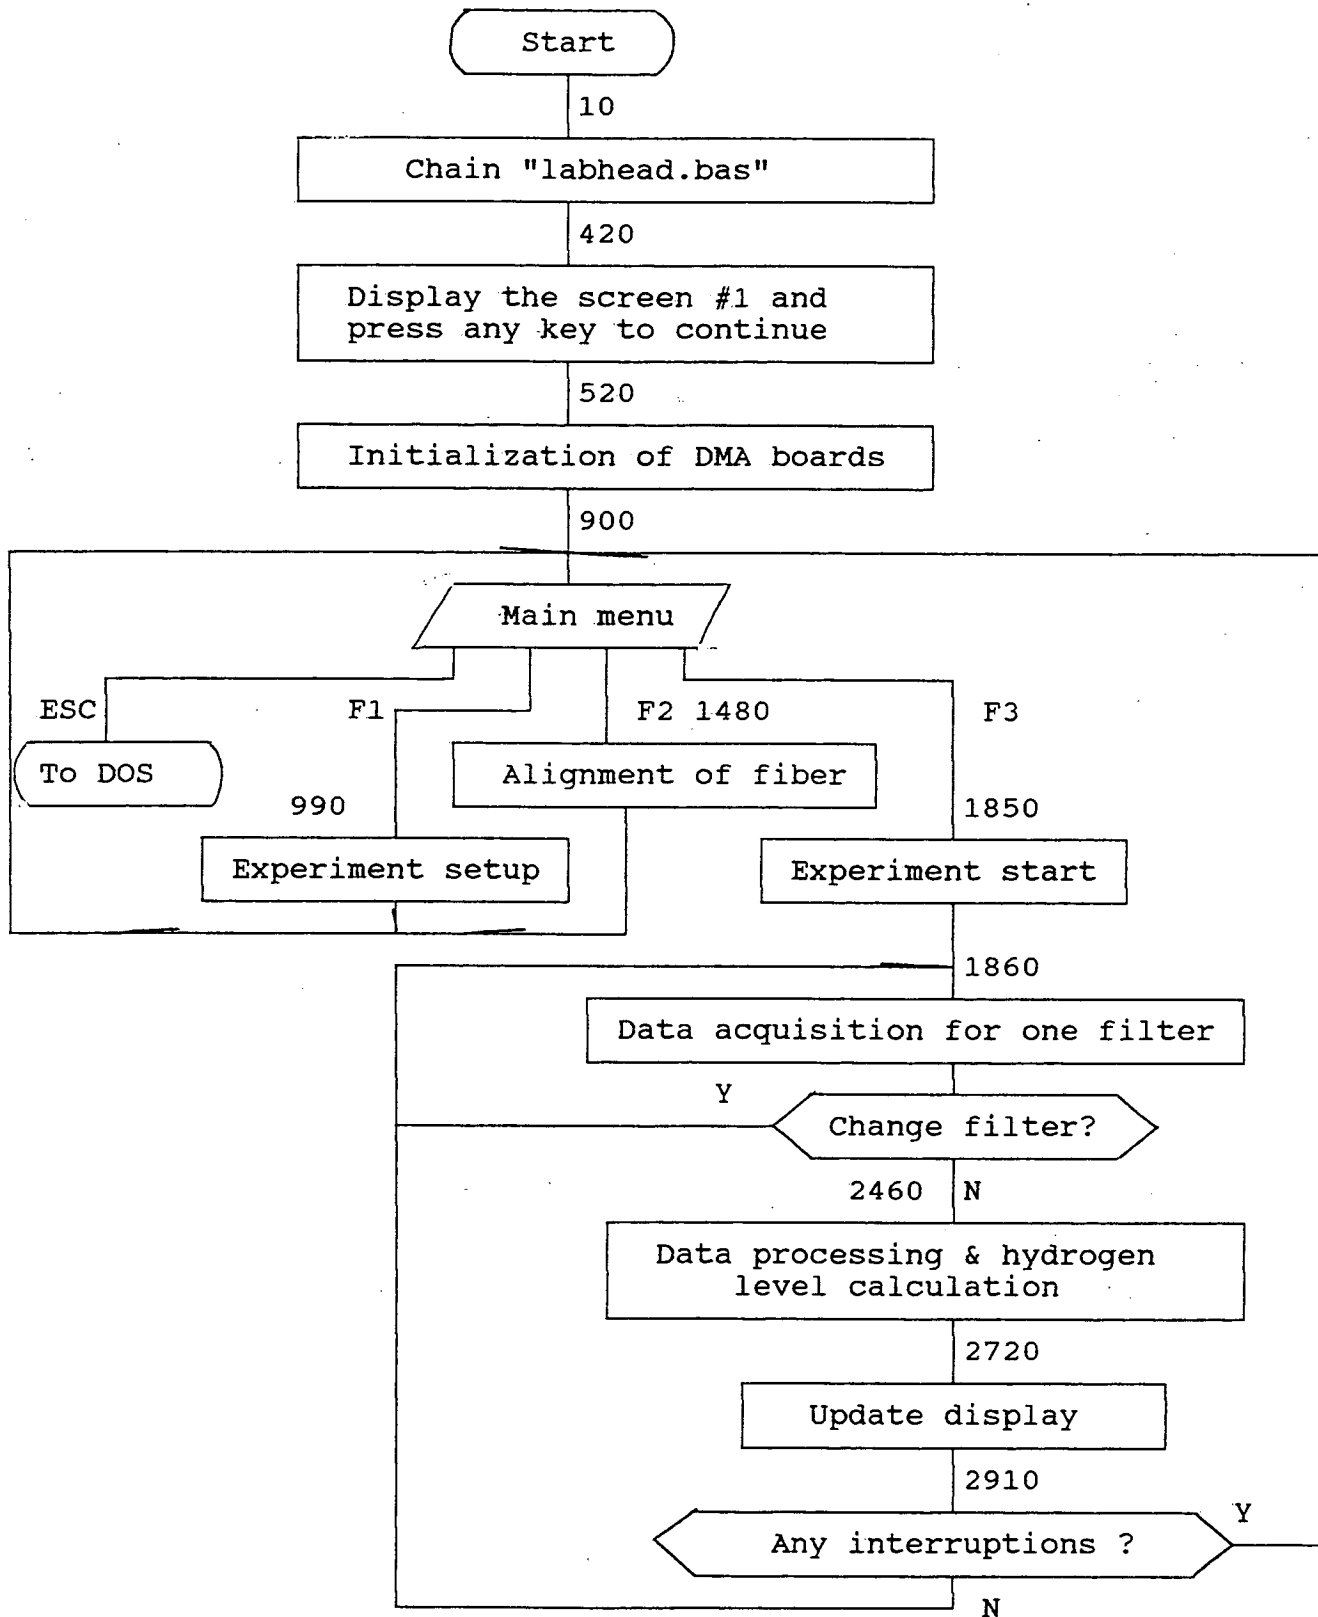 Start
10
Chain "labhead.bas"
420
Display the screen #1 and
press any key to continue
520
Initialization of DMA boards
900
Main menu
ESC
F1
F2 1480
F3
To DOS
Alignment of fiber
990
1850
Experiment setup
Experiment start
1860
Data acquisition for one filter
Y
Change filter?
2460 N
Data processing & hydrogen
level calculation
2720
Update display
2910
Y
Any interruptions ?
N